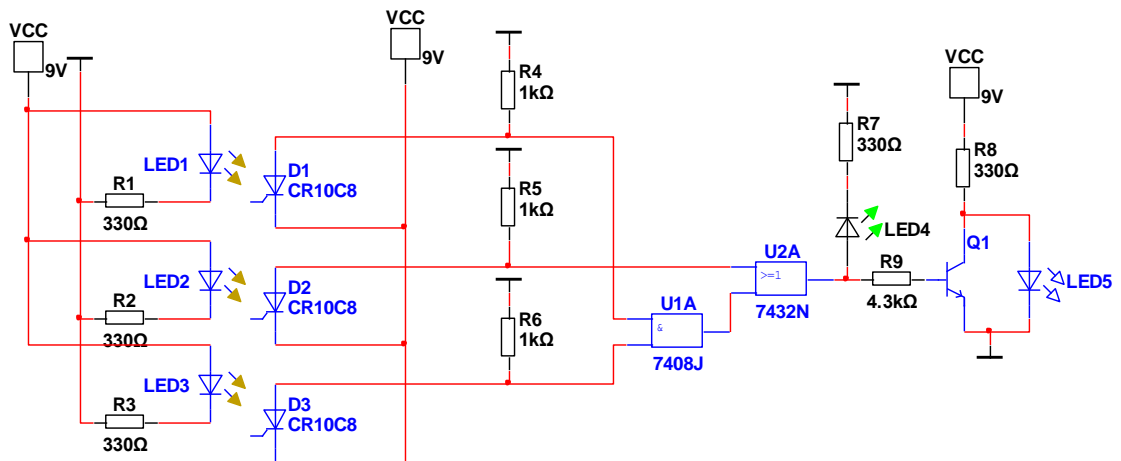 VCC
9V
LED1
R1
330Ω
LED2
R2
330Ω
LED3
R3
330Ω
VCC
9V
D1
CR10C8
D2
CR10C8
D3
CR10C8
R4
1kΩ
R5
1kΩ
R6
1kΩ
U1A
&
7408J
U2A
>=1
7432N
R7
330Ω
LED4
R9
4.3kΩ
VCC
9V
R8
330Ω
Q1
LED5